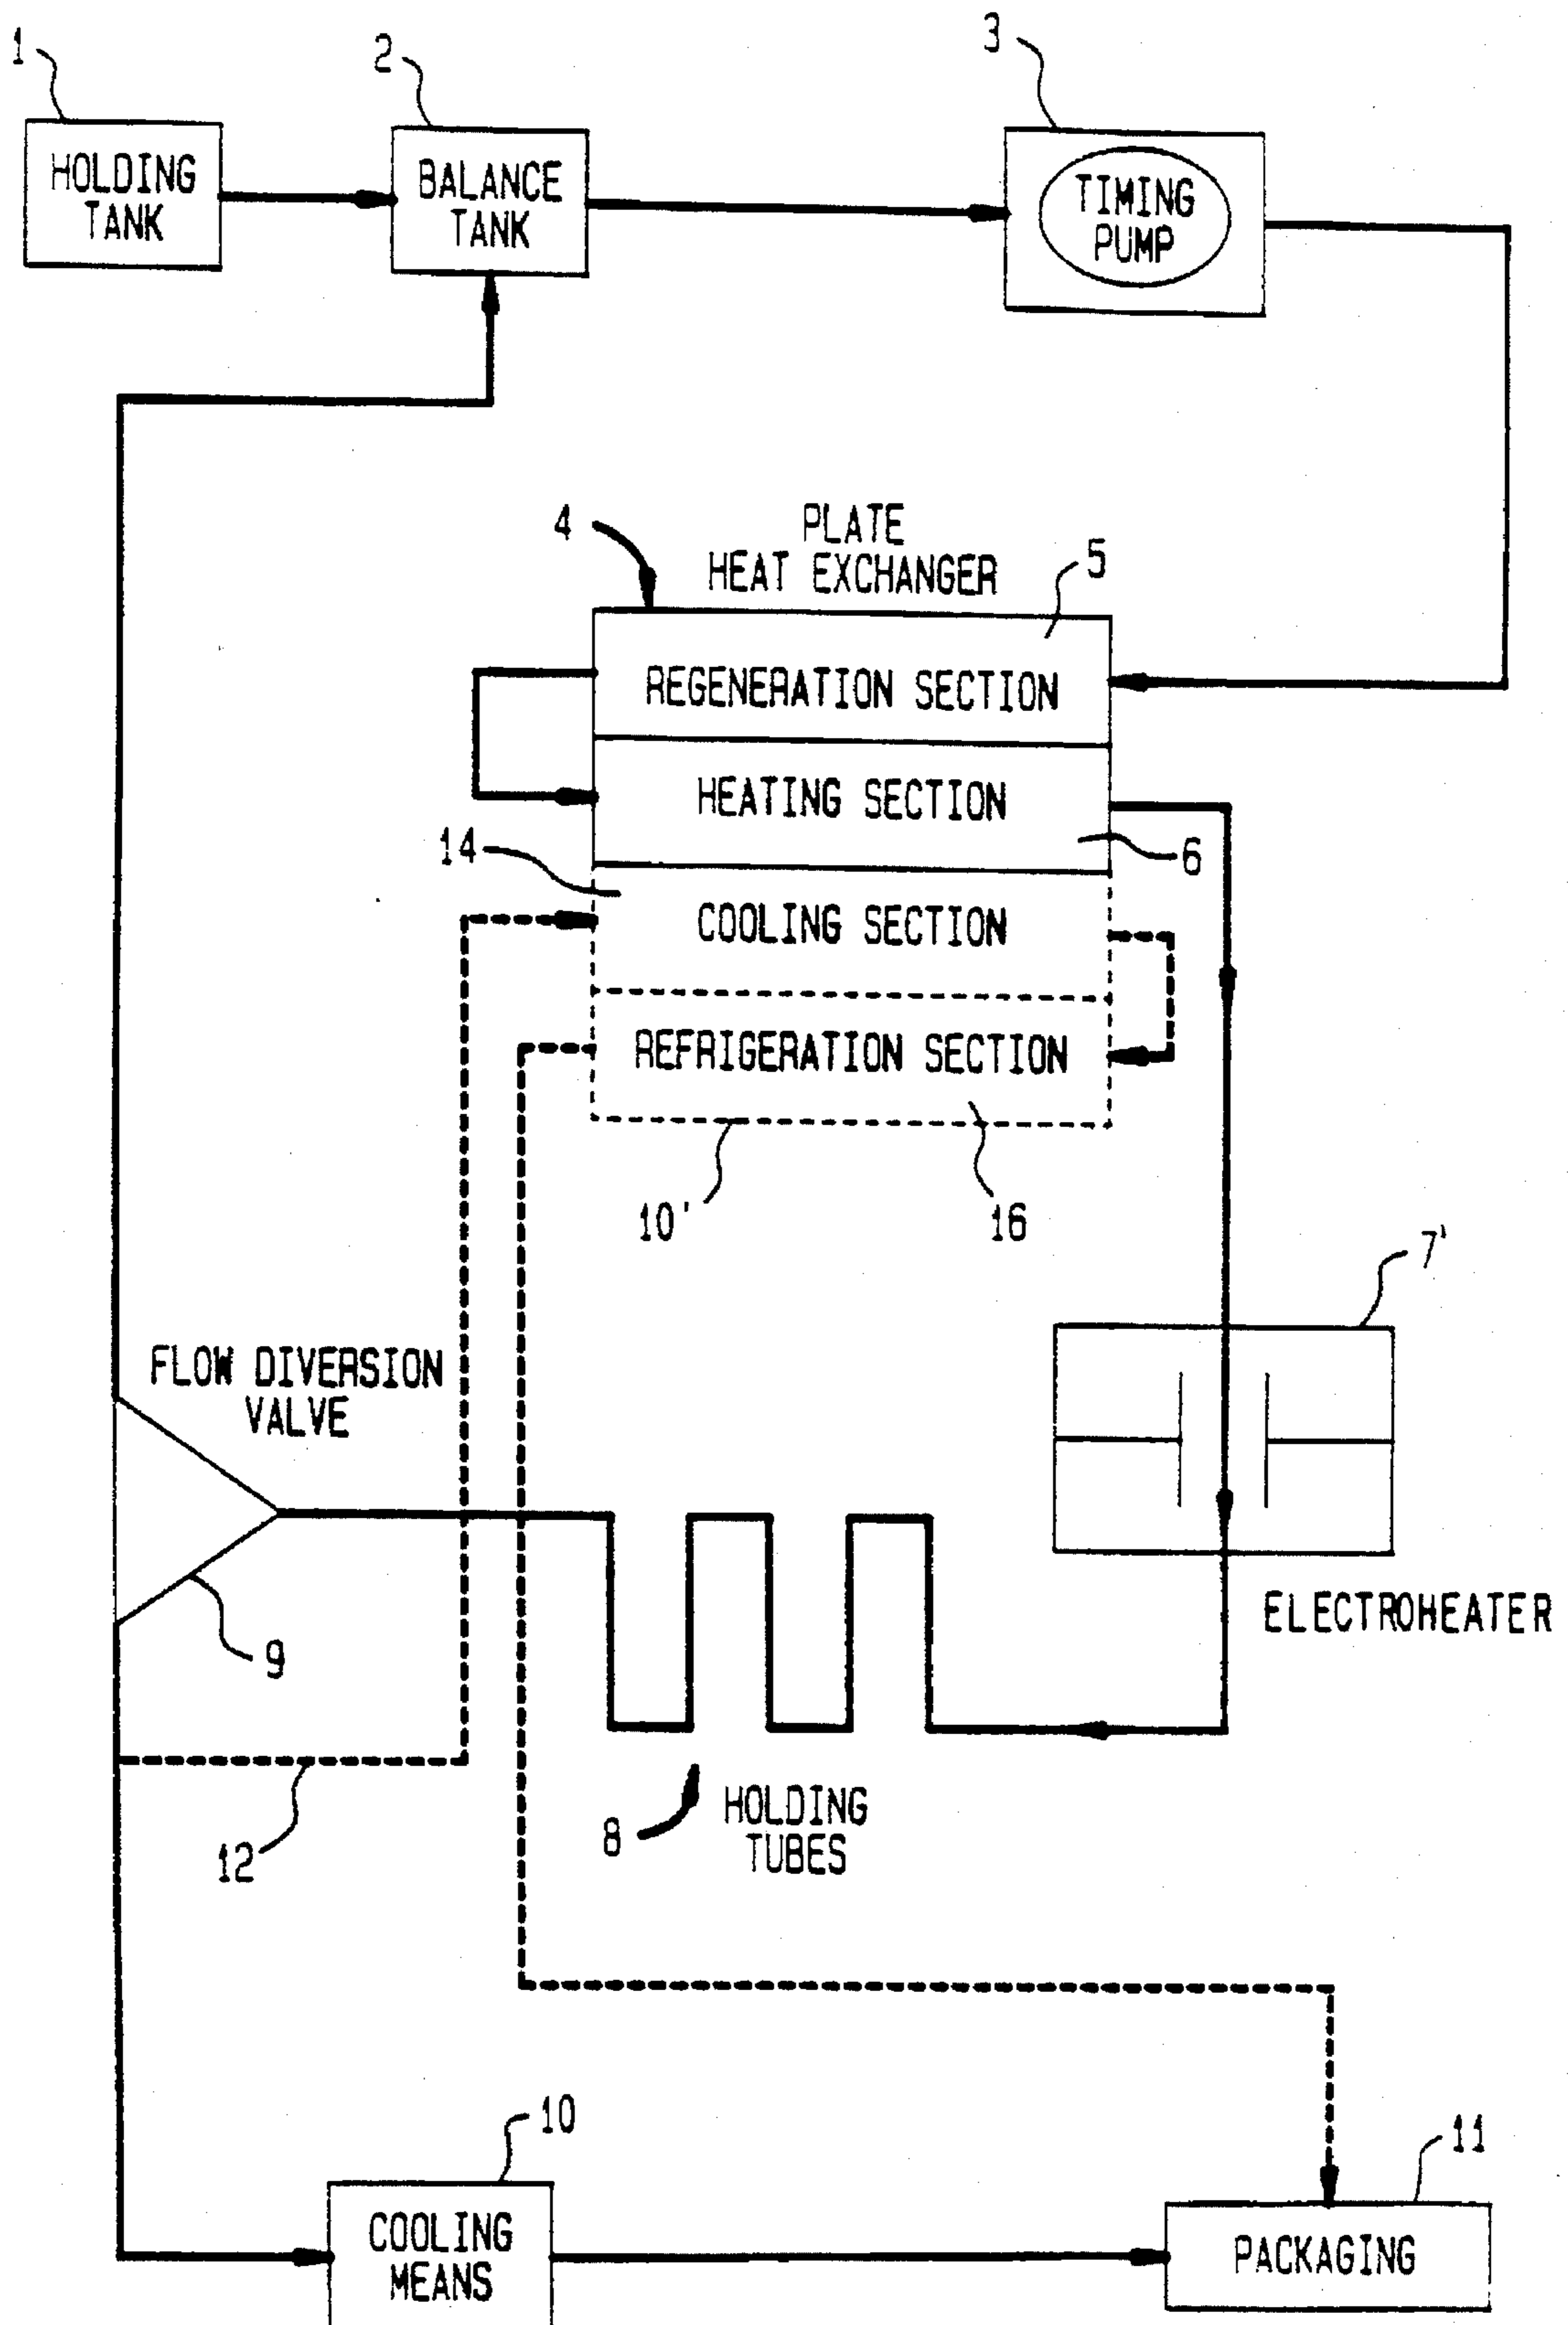 1
2
3
HOLDING
TANK
BALANCE
TANK
TIMING
PUMP
4
PLATE
HEAT EXCHANGER
5
REGENERATION SECTION
HEATING SECTION
14
6
COOLING SECTION
REFRIGERATION SECTION
10'
16
7'
FLOW DIVERSION
VALVE
ELECTROHEATER
9
12
8
HOLDING
TUBES
10
11
COOLING
MEANS
PACKAGING